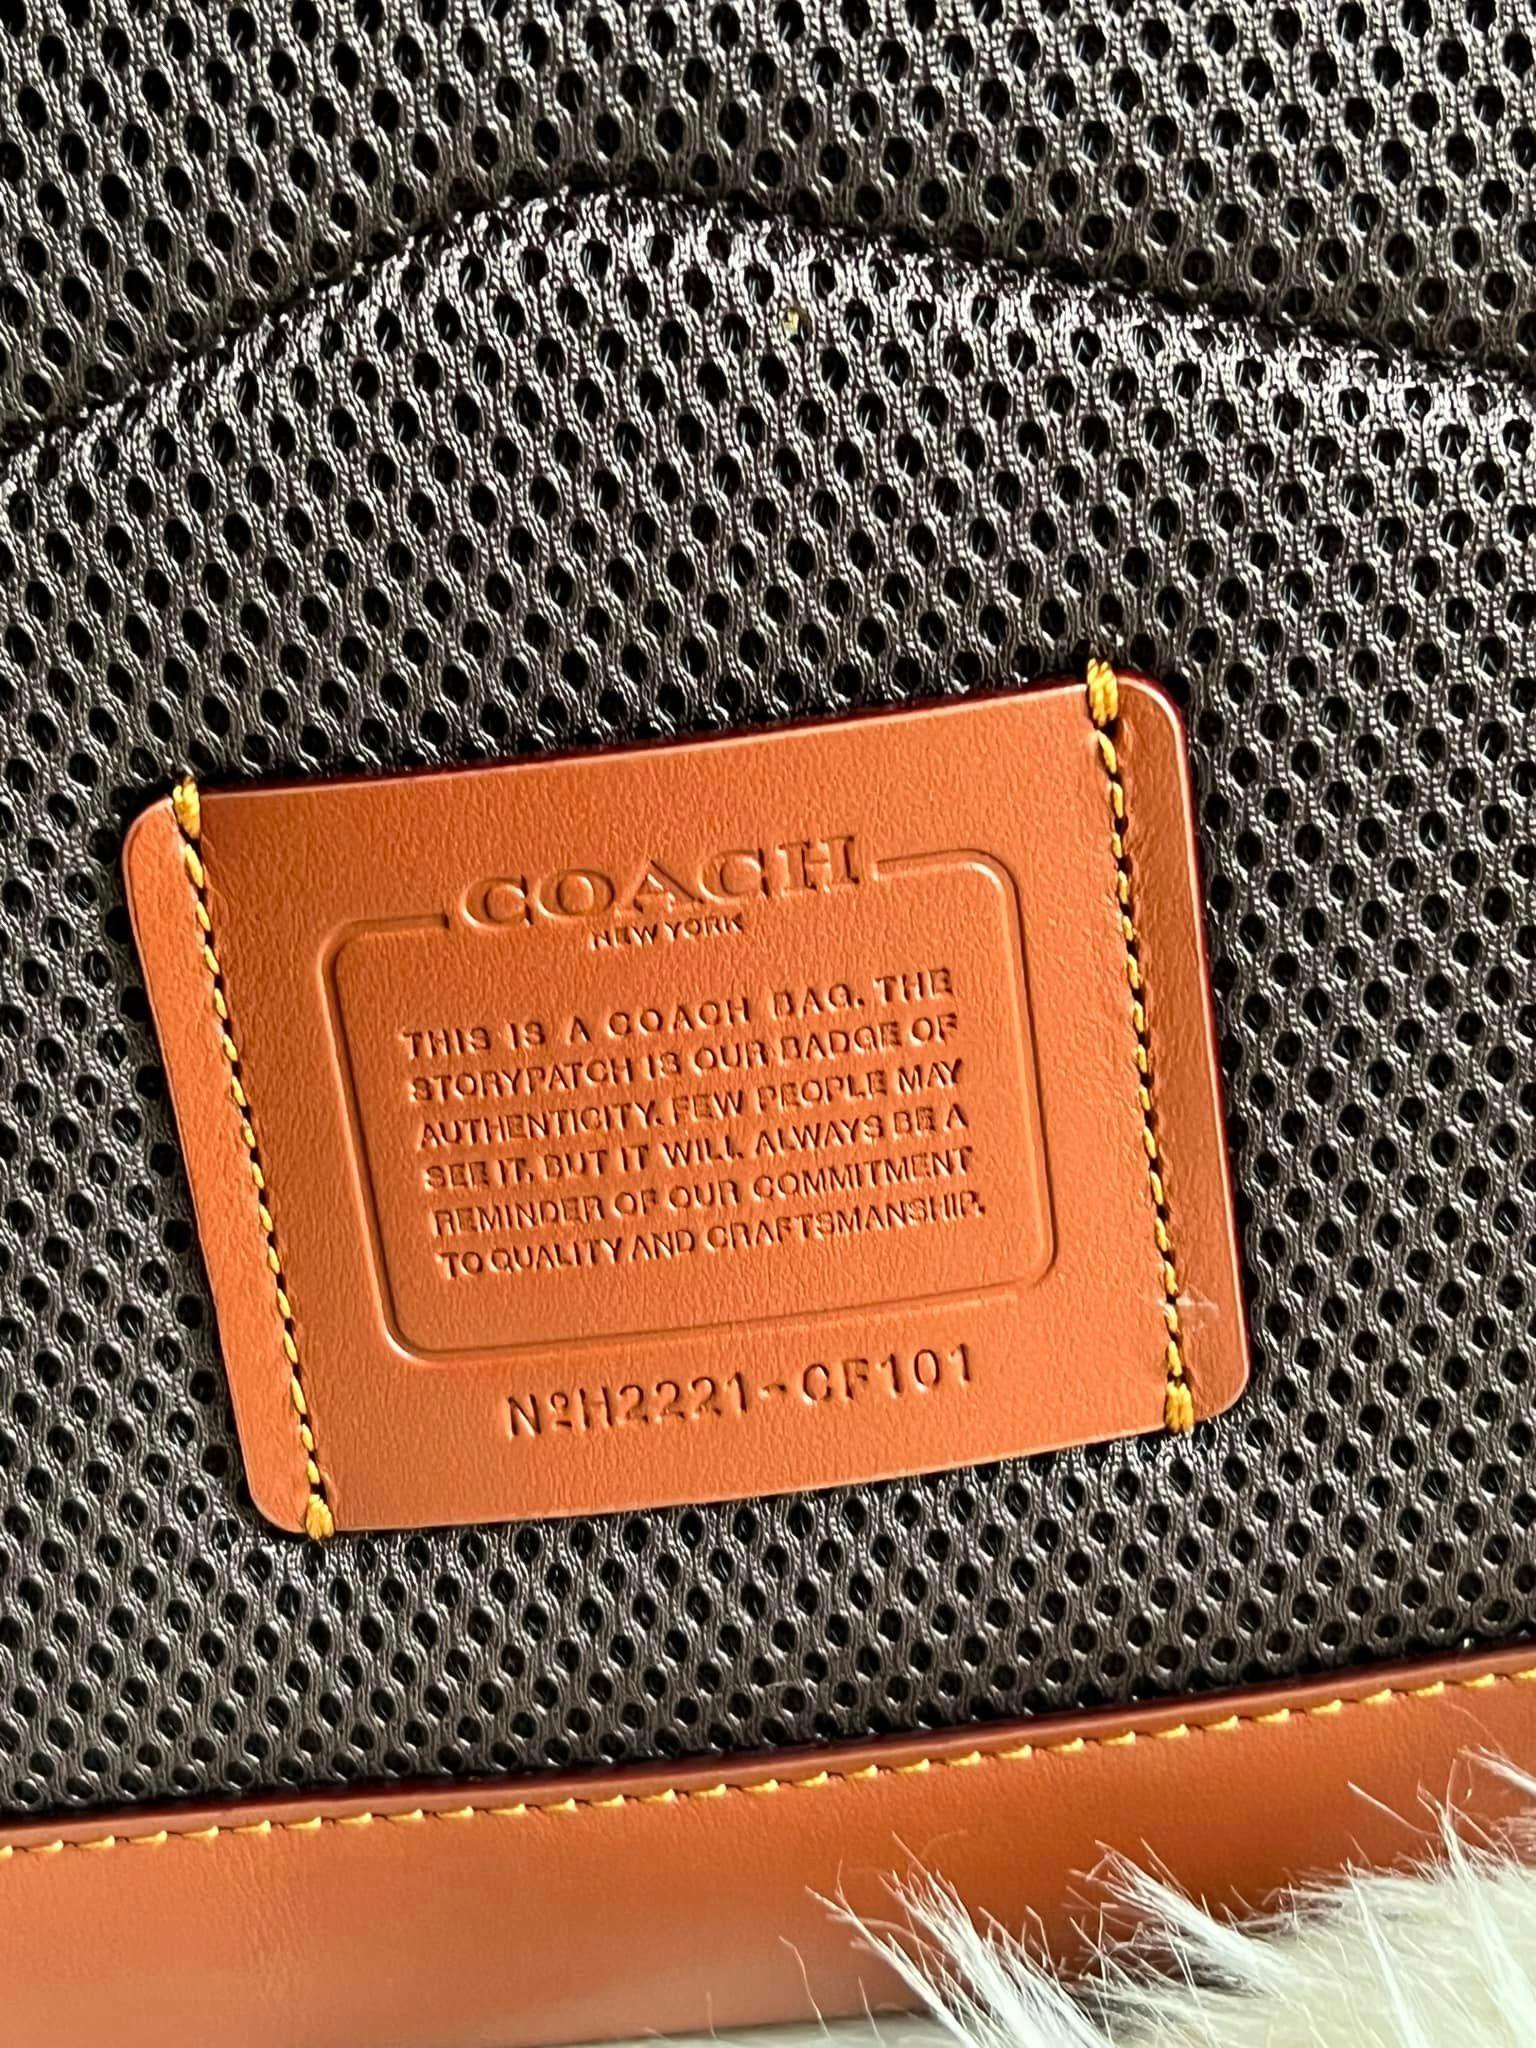 COACH
NEW YORK
THIS IS A COACH BAG. THE
STORYPATCH IS OUR BADGE OF
AUTHENTICITY. FEW PEOPLE MAY
SEE IT, BUT IT WILL ALWAYS BE A
REMINDER OF OUR COMMITMENT
TO QUALITY AND CRAFTSMANSHIP.
NºH2221-CF101